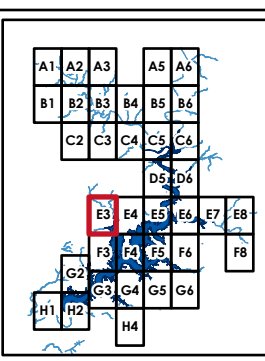 A1 A2 A3 A5 A6
B1 B2 B3 B4 B5 B6
C2 C3 C4 C5 C6
D5 D6
E3 E4 E5 E6 E7 E8
F3 F4 F5 F6 F8
G2 G3 G4 G5 G6
H1 H2
H4